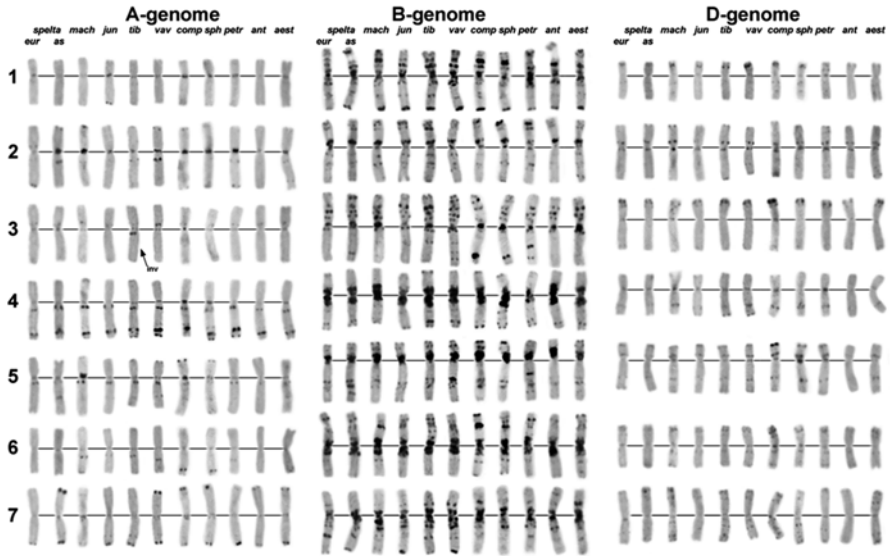 A-genome B-genome D-genome
spelta mach jun tib vav comp sph petr ant aest spelta mach jun tib vav comp sph petr ant aest spelta mach jun tib vav comp sph petr ant aest
eur as eur as eur as
1
2
3
inv
4
5
6
7